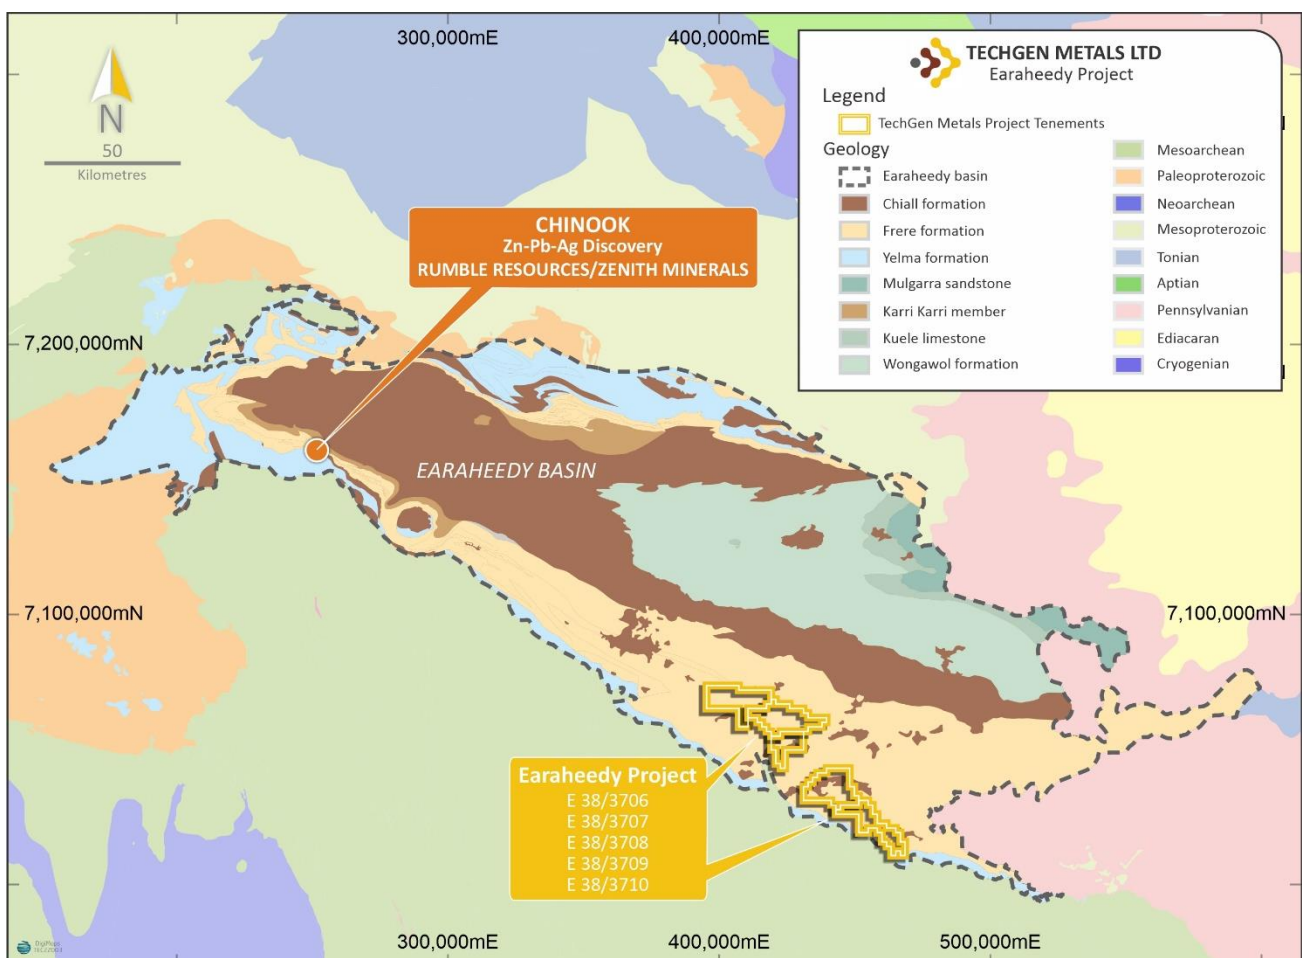 300,000mE
400,000mE
N
50
Kilometres
TECHGEN METALS LTD
Earaheedy Project
Legend
TechGen Metals Project Tenements
Geology
Earaheedy basin
Chiall formation
Frere formation
Yelma formation
Mulgarra sandstone
Karri Karri member
Kuele limestone
Wongawol formation
Mesoarchean
Paleoproterozoic
Neoarchean
Mesoproterozoic
Tonian
Aptian
Pennsylvanian
Ediacaran
Cryogenian
CHINOOK
Zn-Pb-Ag Discovery
RUMBLE RESOURCES/ZENITH MINERALS
7,200,000mN
EARAHEEDY BASIN
7,100,000mN
7,100,000mN
Earaheedy Project
E 38/3706
E 38/3707
E 38/3708
E 38/3709
E 38/3710
300,000mE
400,000mE
500,000mE
DigiMaps